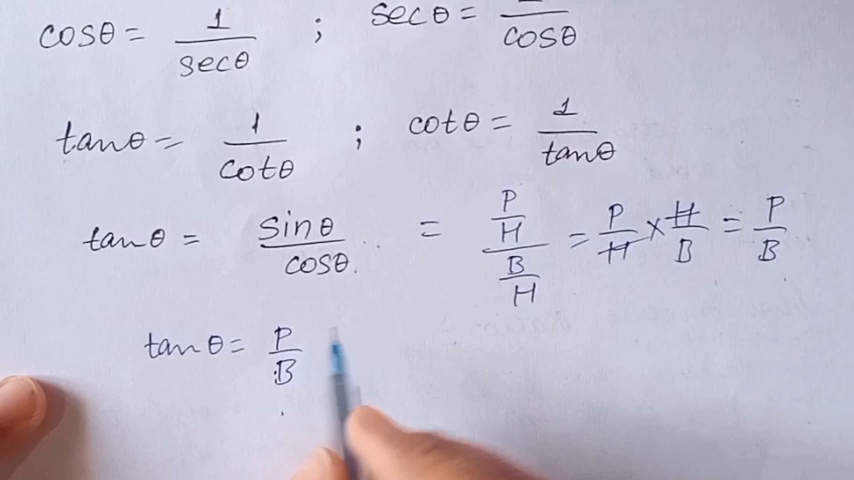 cosθ = 1/secθ ; secθ = /cosθ
tanθ = 1/cotθ ; cotθ = 1/tanθ
tanθ = sinθ/cosθ = (P/H)/(B/H) = P/H × H/B = P/B
tanθ = P/B